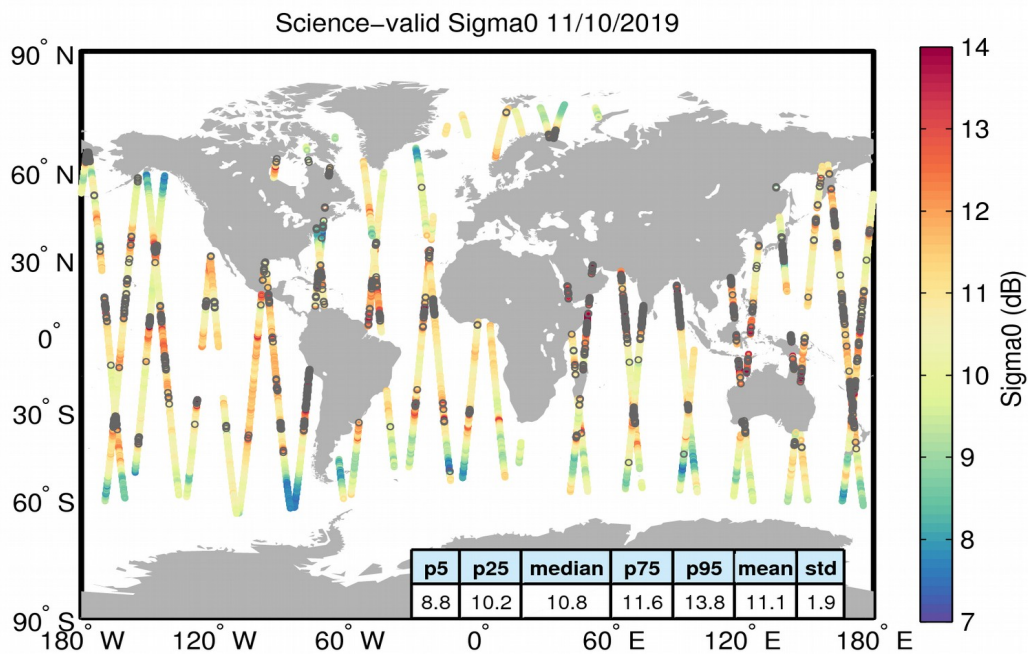 Science−valid Sigma0 11/10/2019
90° N
60° N
30° N
0°
30° S
60° S
90° S
180° W
120° W
60° W
0°
60° E
120° E
180° E
p5 p25 median p75 p95 mean std
8.8 10.2 10.8 11.6 13.8 11.1 1.9
14
13
12
11
10
9
8
7
Sigma0 (dB)